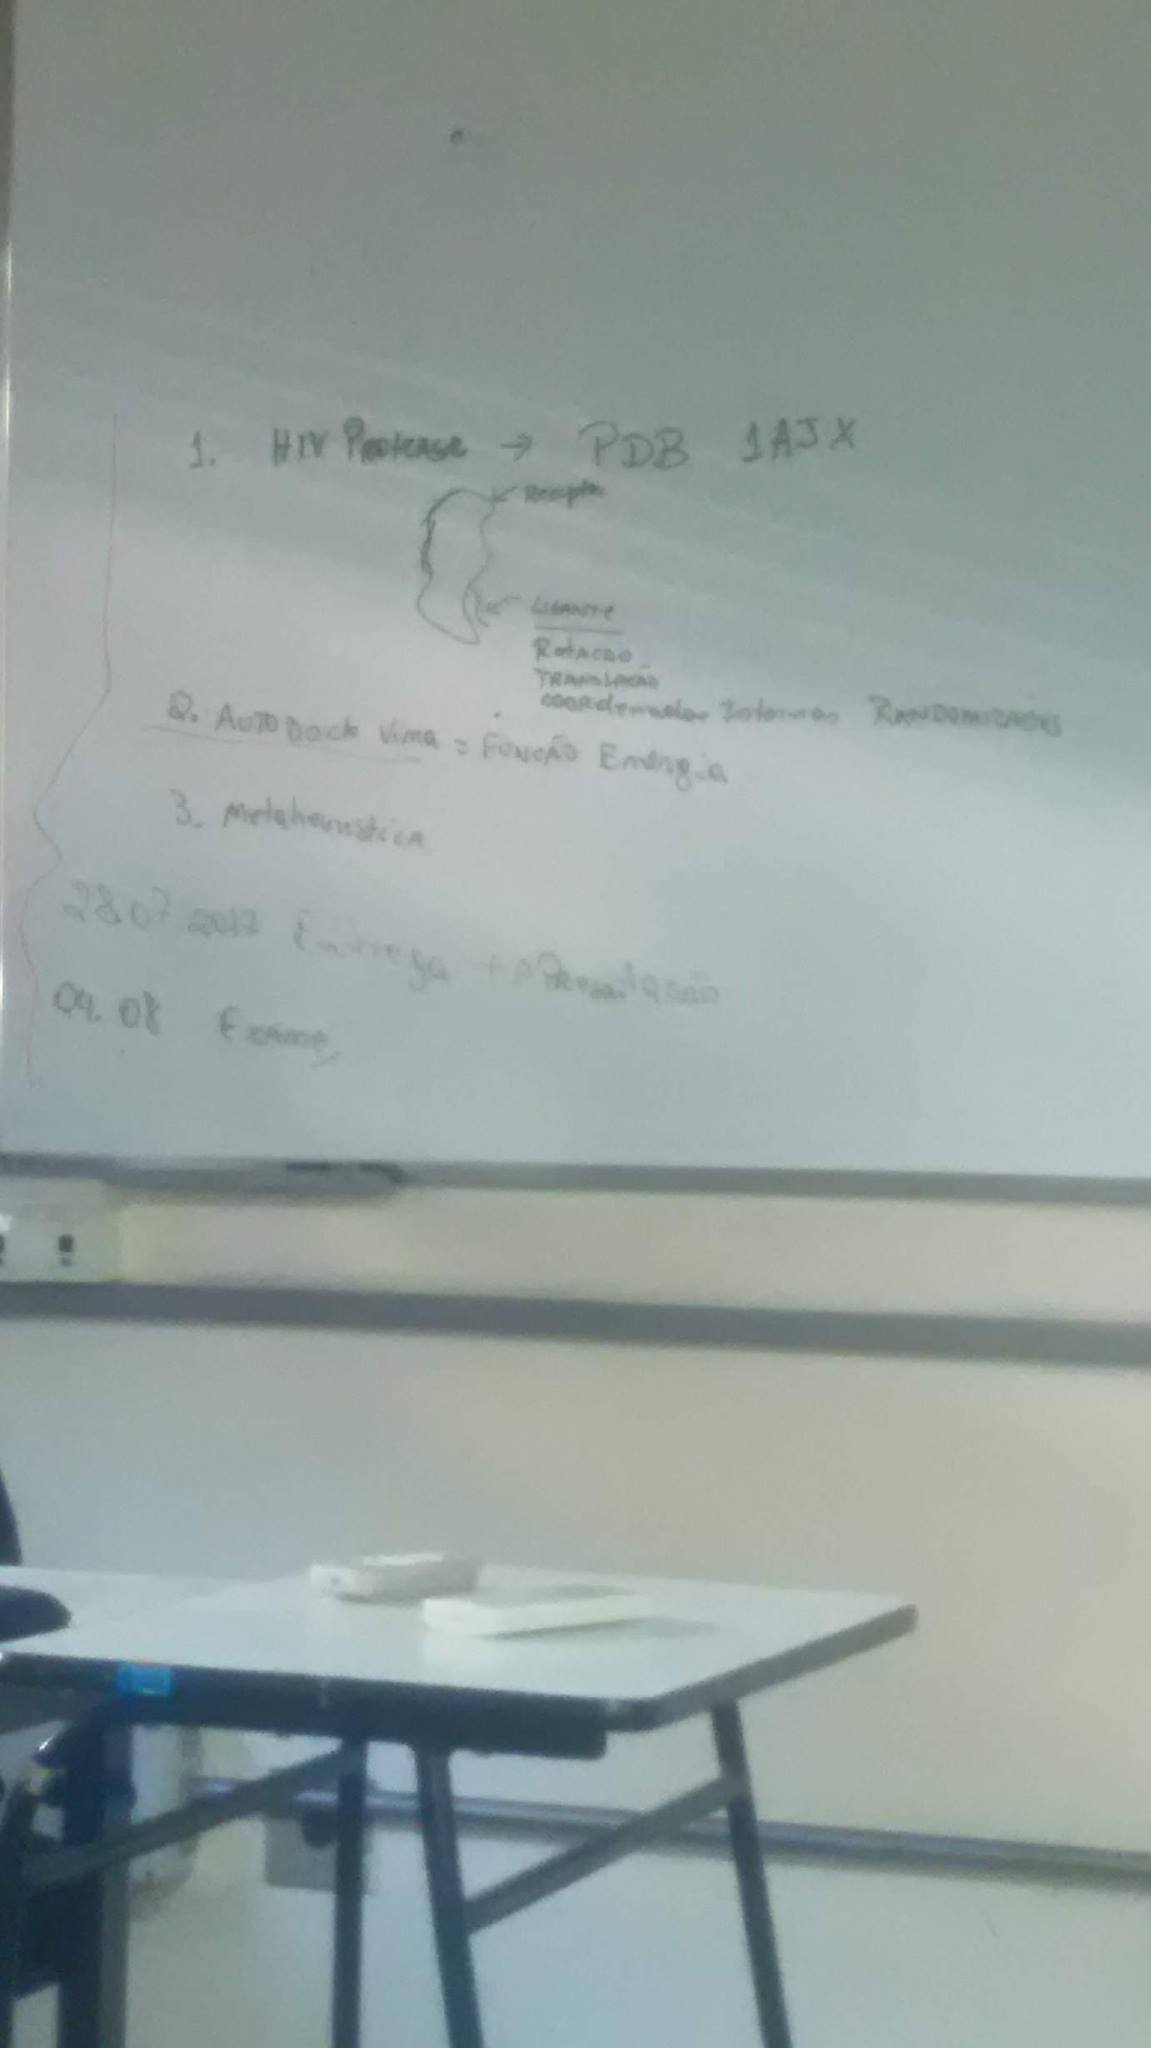 1. HIV Protease → PDB 1AJX
← Receptor
← Ligante
Rotação
TRANSLAÇÃO
coordenadas Internas RANDOMIZADAS
2. AUTODock Vina = FUNÇÃO Energia
3. Metaheurística
28.07.2017 Entrega + APResentação
04.08 Exame